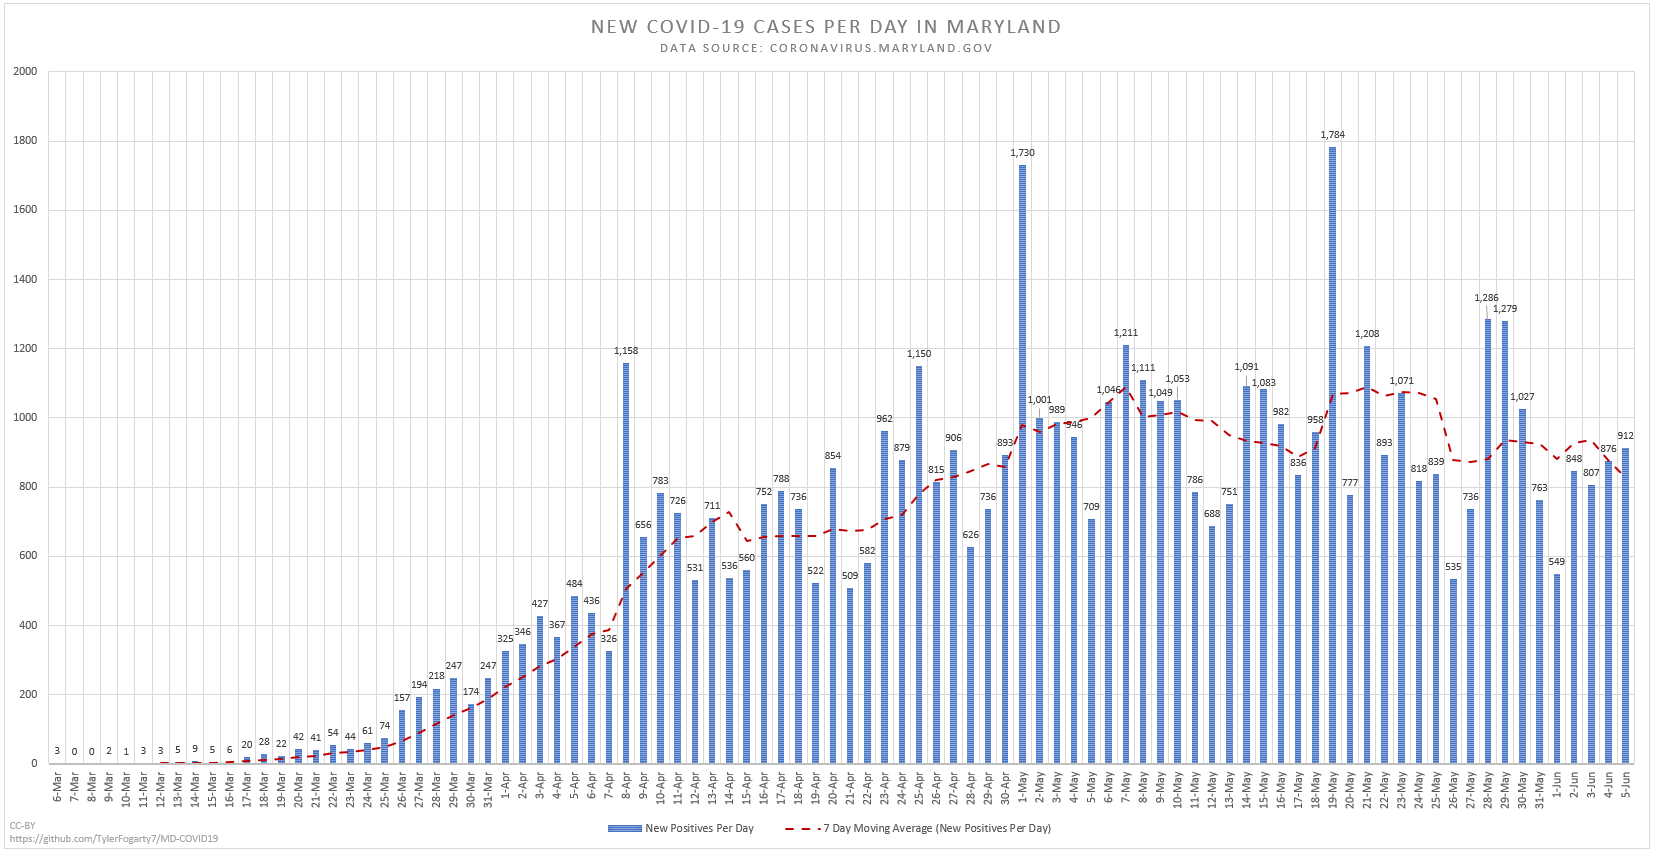 NEW COVID-19 CASES PER DAY IN MARYLAND
DATA SOURCE: CORONAVIRUS.MARYLAND.GOV
2000
1800
1600
1400
1200
1000
800
600
400
200
0
3 0 0 2 1 3 3 5 9 5 6 20 28 22 42 41 54 44 61 74 157 194 218 247 174 247 325 346 427 367 484 436 326 1,158 656 783 726 531 711 536 560 752 788 736 522 854 509 582 962 879 1,150 815 906 626 736 893 1,730 1,001 989 946 709 1,046 1,211 1,111 1,049 1,053 786 688 751 1,091 1,083 982 836 958 1,784 777 1,208 893 1,071 818 839 535 736 1,286 1,279 1,027 763 549 848 807 876 912
6-Mar 7-Mar 8-Mar 9-Mar 10-Mar 11-Mar 12-Mar 13-Mar 14-Mar 15-Mar 16-Mar 17-Mar 18-Mar 19-Mar 20-Mar 21-Mar 22-Mar 23-Mar 24-Mar 25-Mar 26-Mar 27-Mar 28-Mar 29-Mar 30-Mar 31-Mar 1-Apr 2-Apr 3-Apr 4-Apr 5-Apr 6-Apr 7-Apr 8-Apr 9-Apr 10-Apr 11-Apr 12-Apr 13-Apr 14-Apr 15-Apr 16-Apr 17-Apr 18-Apr 19-Apr 20-Apr 21-Apr 22-Apr 23-Apr 24-Apr 25-Apr 26-Apr 27-Apr 28-Apr 29-Apr 30-Apr 1-May 2-May 3-May 4-May 5-May 6-May 7-May 8-May 9-May 10-May 11-May 12-May 13-May 14-May 15-May 16-May 17-May 18-May 19-May 20-May 21-May 22-May 23-May 24-May 25-May 26-May 27-May 28-May 29-May 30-May 31-May 1-Jun 2-Jun 3-Jun 4-Jun 5-Jun
New Positives Per Day 7 Day Moving Average (New Positives Per Day)
CC-BY
https://github.com/TylerFogarty7/MD-COVID19